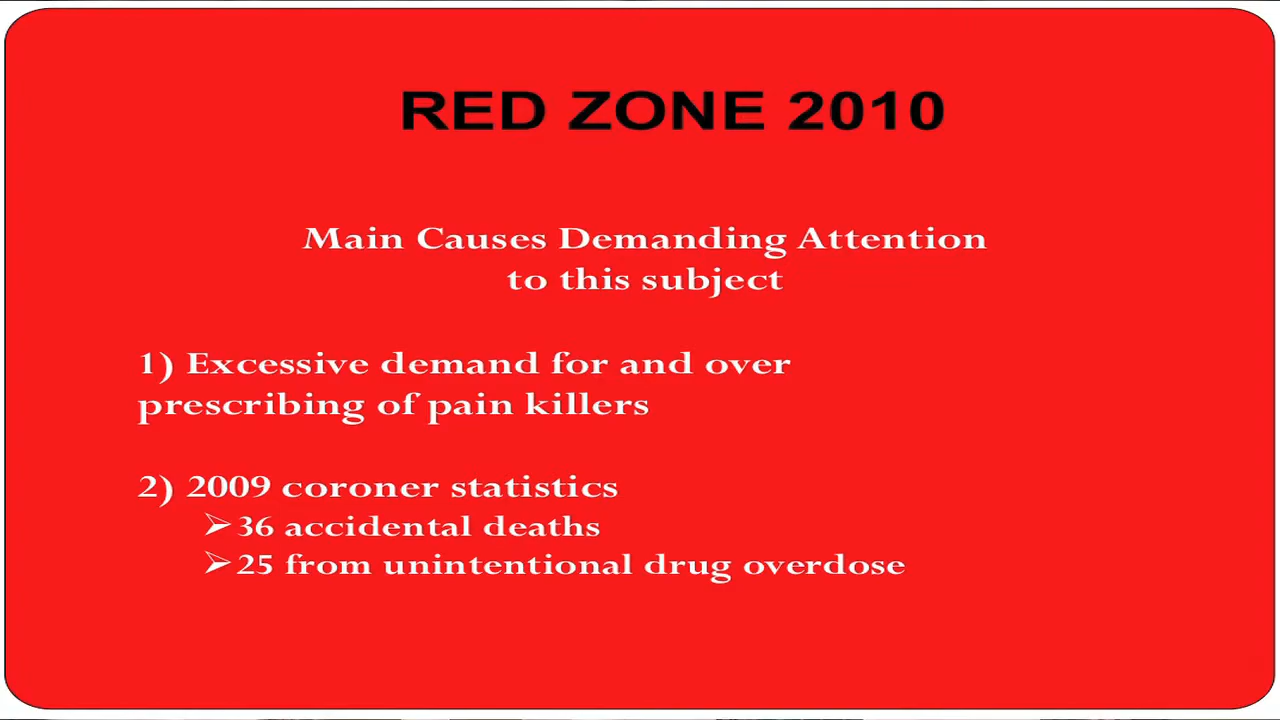 RED ZONE 2010
Main Causes Demanding Attention
to this subject
1) Excessive demand for and over
prescribing of pain killers
2) 2009 coroner statistics
➢36 accidental deaths
➢25 from unintentional drug overdose